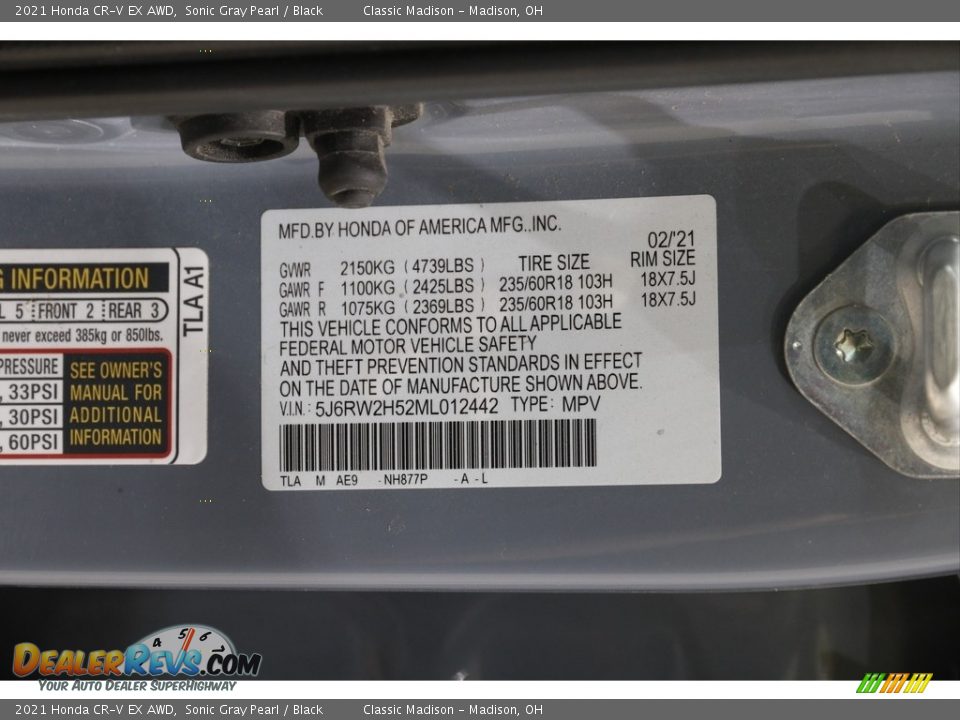 2021 Honda CR-V EX AWD, Sonic Gray Pearl / Black Classic Madison - Madison, OH
MFD.BY HONDA OF AMERICA MFG.,INC.
02/'21
GVWR 2150KG ( 4739LBS ) TIRE SIZE RIM SIZE
GAWR F 1100KG ( 2425LBS ) 235/60R18 103H 18X7.5J
GAWR R 1075KG ( 2369LBS ) 235/60R18 103H 18X7.5J
THIS VEHICLE CONFORMS TO ALL APPLICABLE
FEDERAL MOTOR VEHICLE SAFETY
AND THEFT PREVENTION STANDARDS IN EFFECT
ON THE DATE OF MANUFACTURE SHOWN ABOVE.
V.I.N.: 5J6RW2H52ML012442 TYPE: MPV
TLA M AE9 -NH877P -A -L
G INFORMATION
L 5 FRONT 2 REAR 3
never exceed 385kg or 850lbs.
PRESSURE
, 33PSI
, 30PSI
, 60PSI
SEE OWNER'S
MANUAL FOR
ADDITIONAL
INFORMATION
TLA A1
4 5 6
DEALERREVS.COM
YOUR AUTO DEALER SUPERHIGHWAY
2021 Honda CR-V EX AWD, Sonic Gray Pearl / Black Classic Madison - Madison, OH